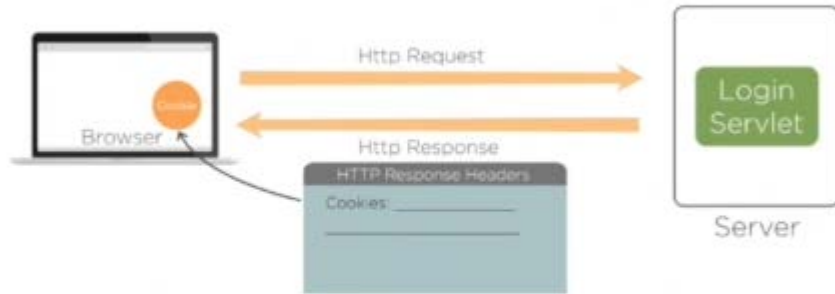 Http Request
Login
Servlet
Cookie
Browser
Http Response
HTTP Response Headers
Cookies:
Server